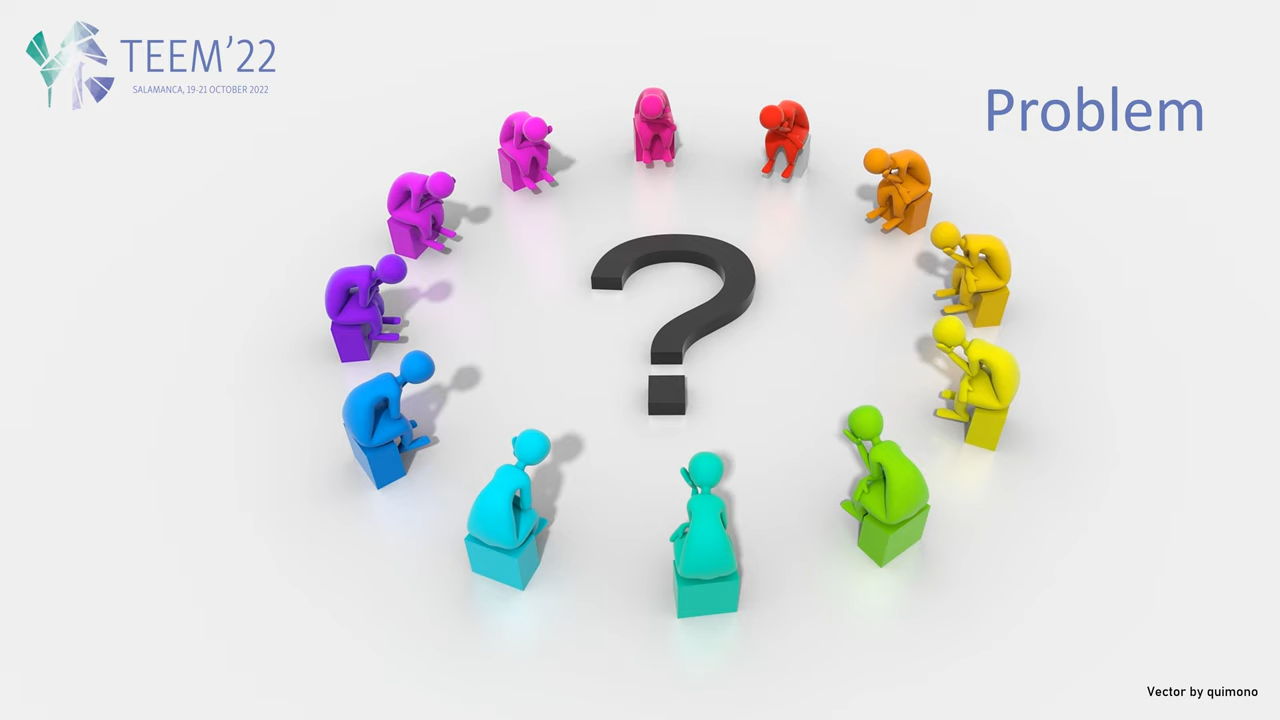 TEEM’22
SALAMANCA, 19-21 OCTOBER 2022
Problem
?
Vector by quimono